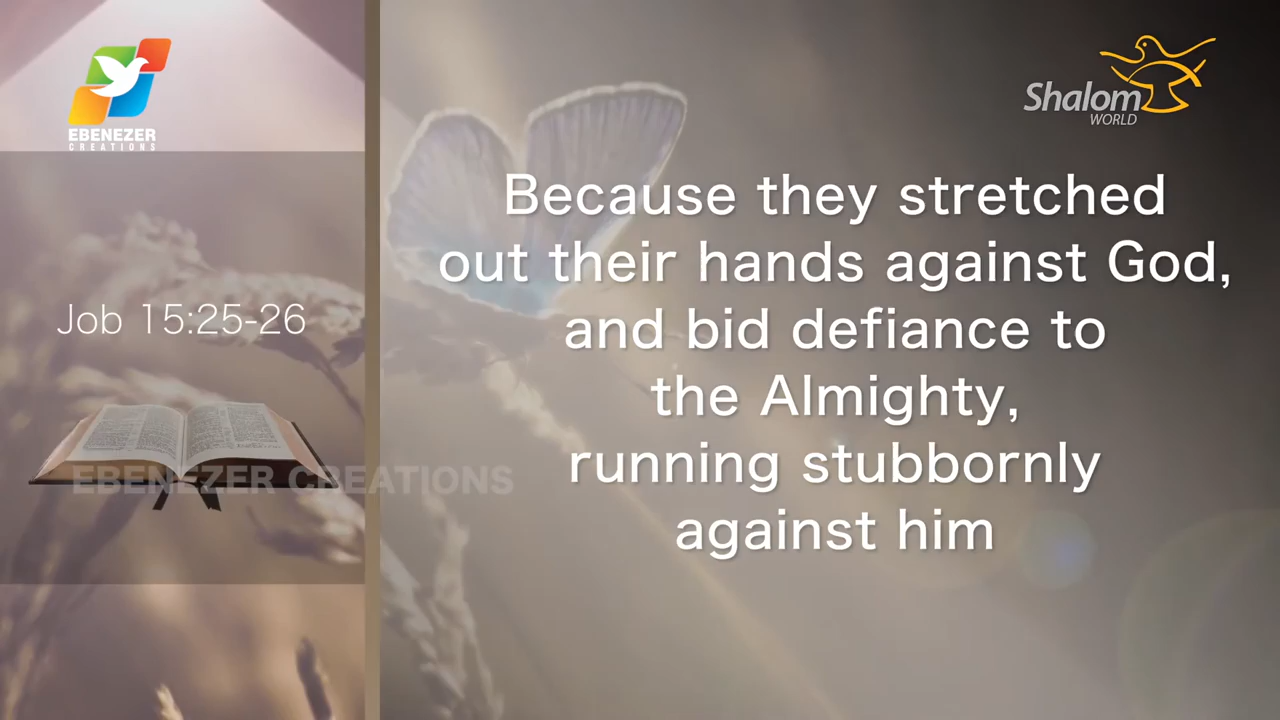 EBENEZER
CREATIONS
Shalom
WORLD
Job 15:25-26
Because they stretched
out their hands against God,
and bid defiance to
the Almighty,
running stubbornly
against him
EBENEZER CREATIONS